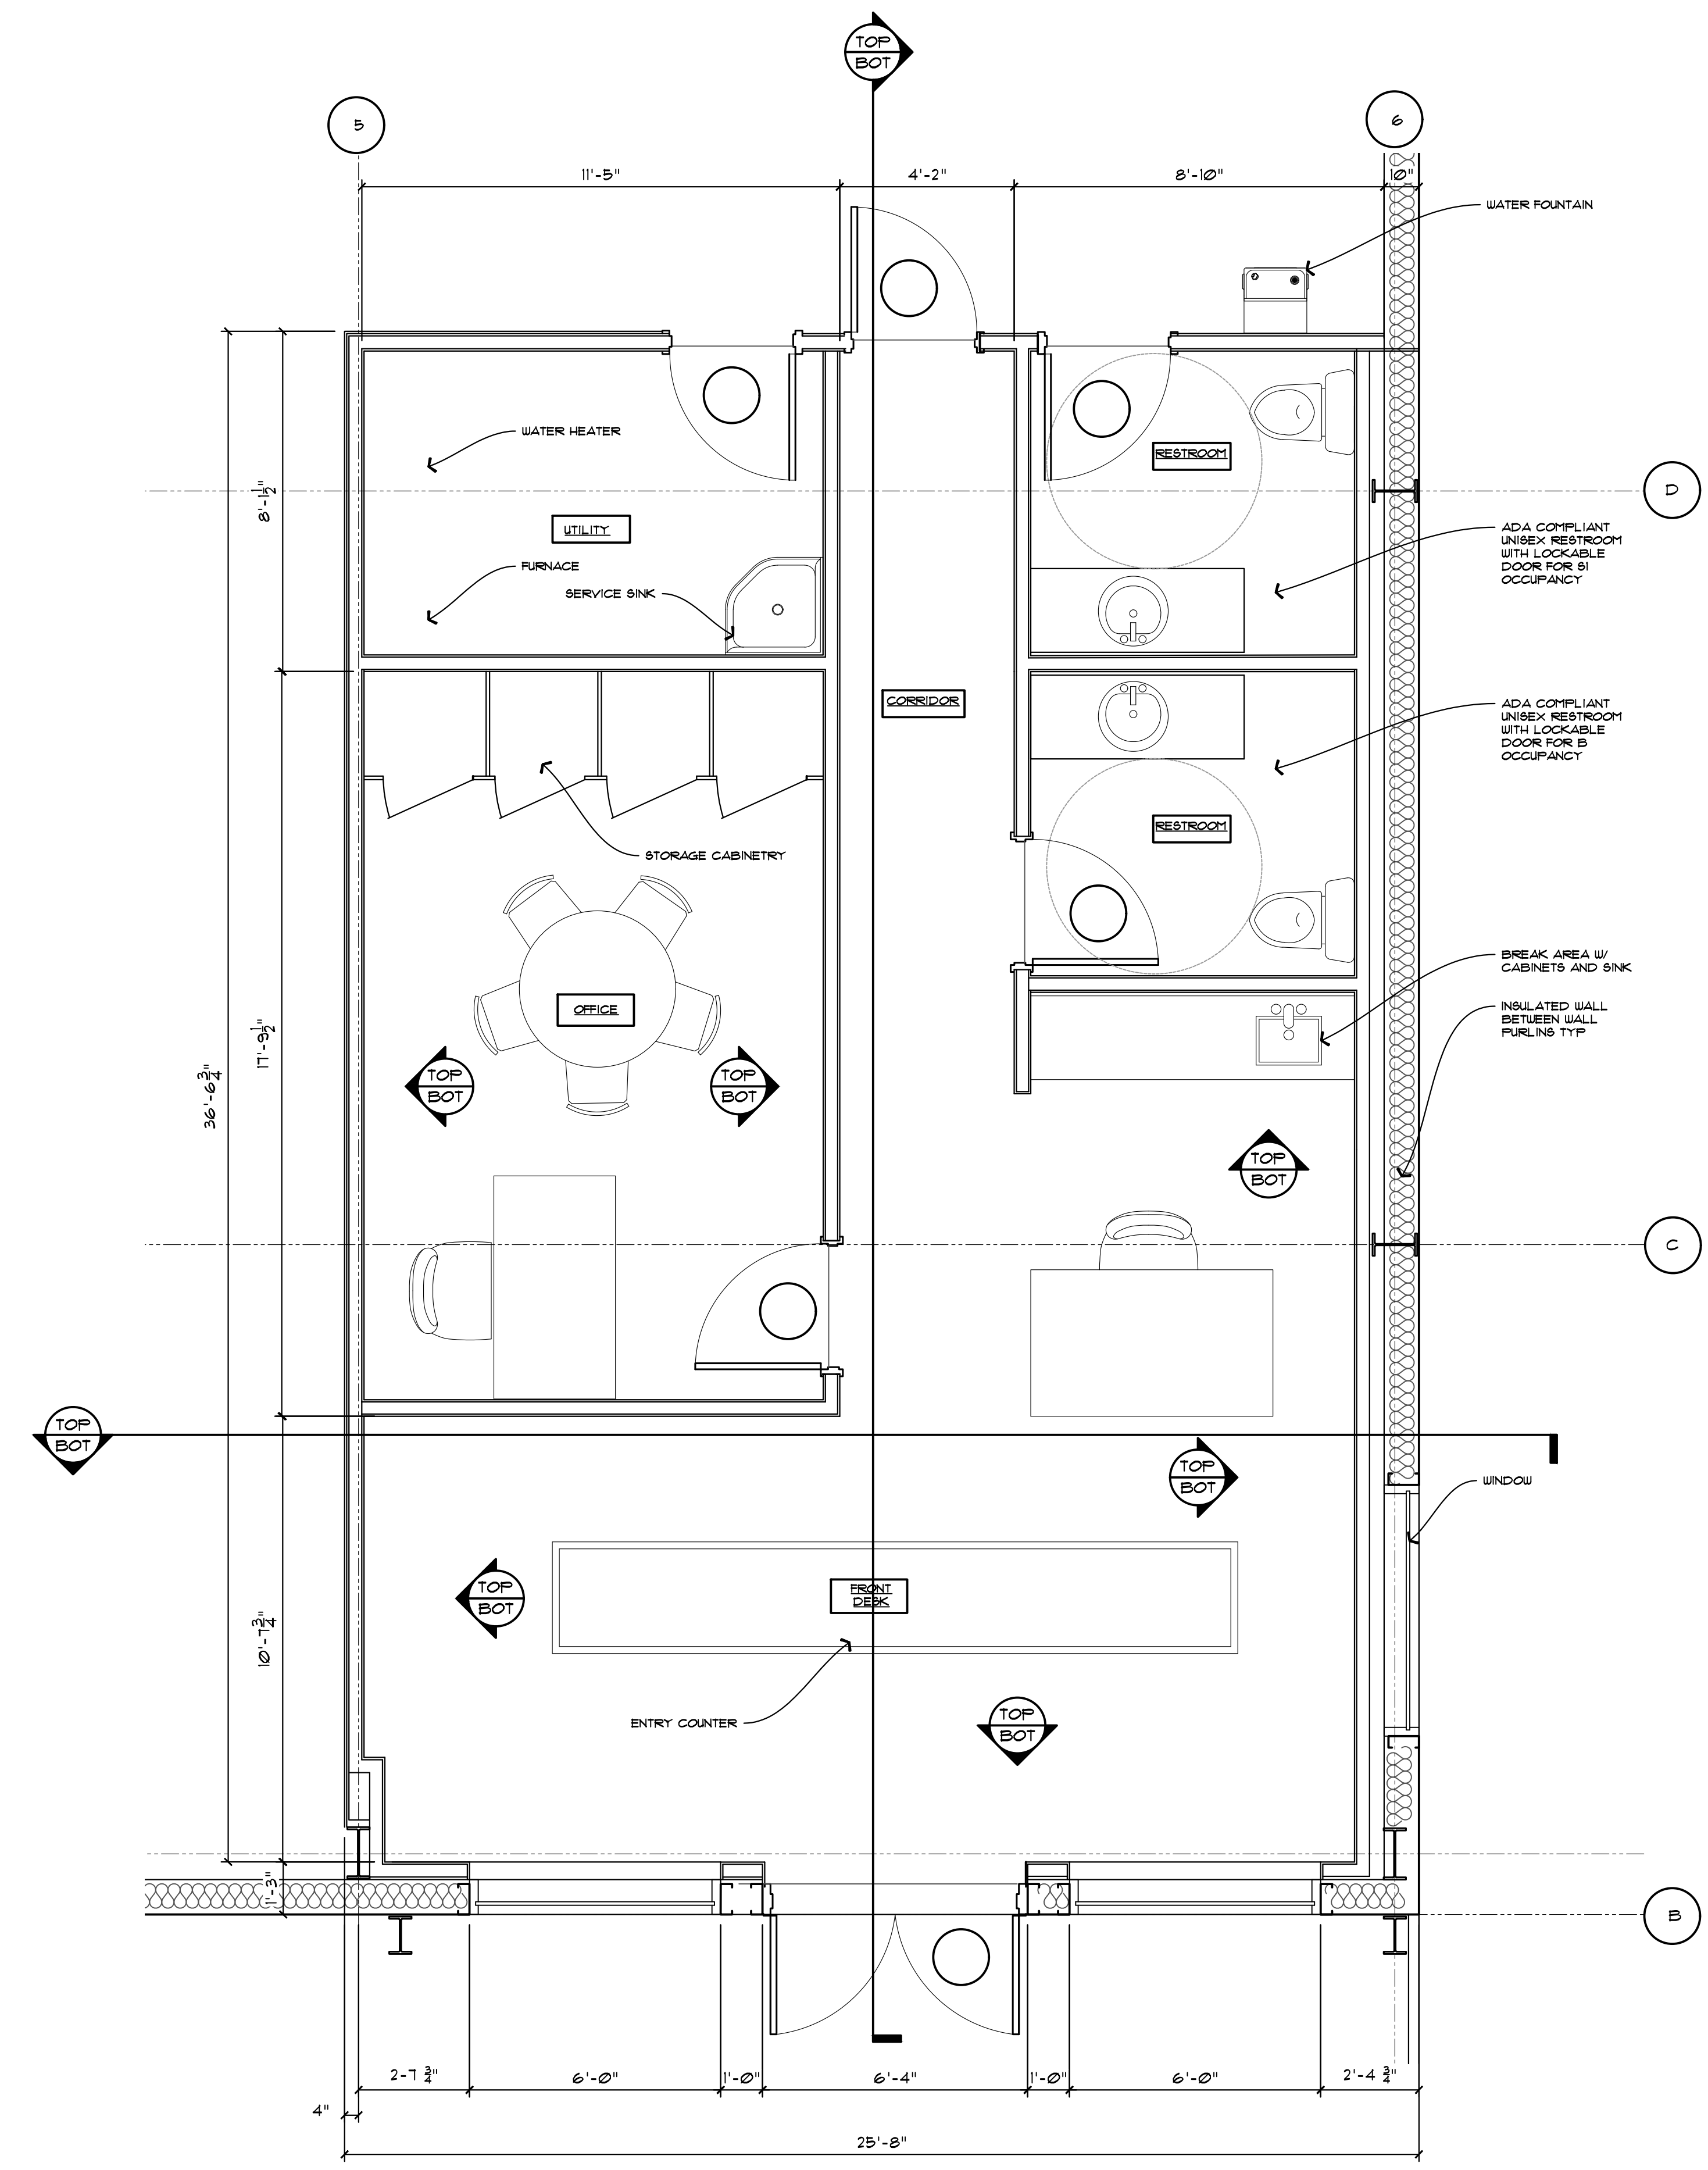 TOP
BOT
5
6
11'-5"
4'-2"
8'-10"
10"
WATER FOUNTAIN
WATER HEATER
RESTROOM
D
8'-1 1/2"
UTILITY
ADA COMPLIANT
UNISEX RESTROOM
WITH LOCKABLE
DOOR FOR S1
OCCUPANCY
FURNACE
SERVICE SINK
CORRIDOR
ADA COMPLIANT
UNISEX RESTROOM
WITH LOCKABLE
DOOR FOR B
OCCUPANCY
RESTROOM
STORAGE CABINETRY
BREAK AREA W/
CABINETS AND SINK
OFFICE
INSULATED WALL
BETWEEN WALL
PURLINS TYP
17'-9 1/2"
36'-6 3/4"
TOP
BOT
TOP
BOT
TOP
BOT
C
TOP
BOT
TOP
BOT
WINDOW
TOP
BOT
FRONT
DESK
10'-7 3/4"
ENTRY COUNTER
TOP
BOT
1'-3"
B
2-7 3/4"
6'-0"
1'-0"
6'-4"
1'-0"
6'-0"
2'-4 3/4"
4"
25'-8"